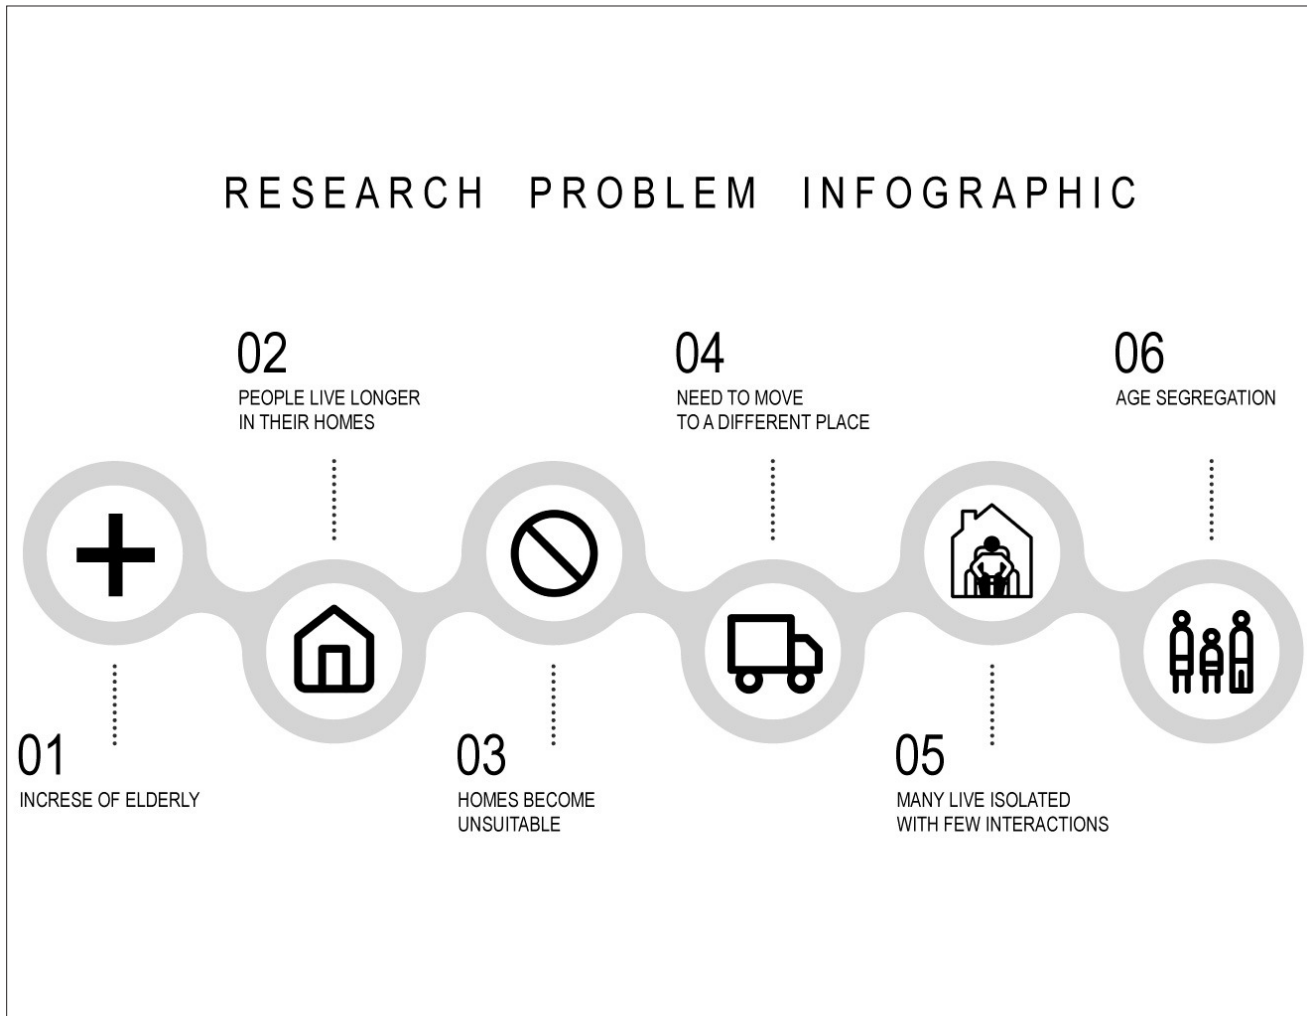 RESEARCH PROBLEM INFOGRAPHIC
01
INCRESE OF ELDERLY
02
PEOPLE LIVE LONGER
IN THEIR HOMES
03
HOMES BECOME
UNSUITABLE
04
NEED TO MOVE
TO A DIFFERENT PLACE
05
MANY LIVE ISOLATED
WITH FEW INTERACTIONS
06
AGE SEGREGATION